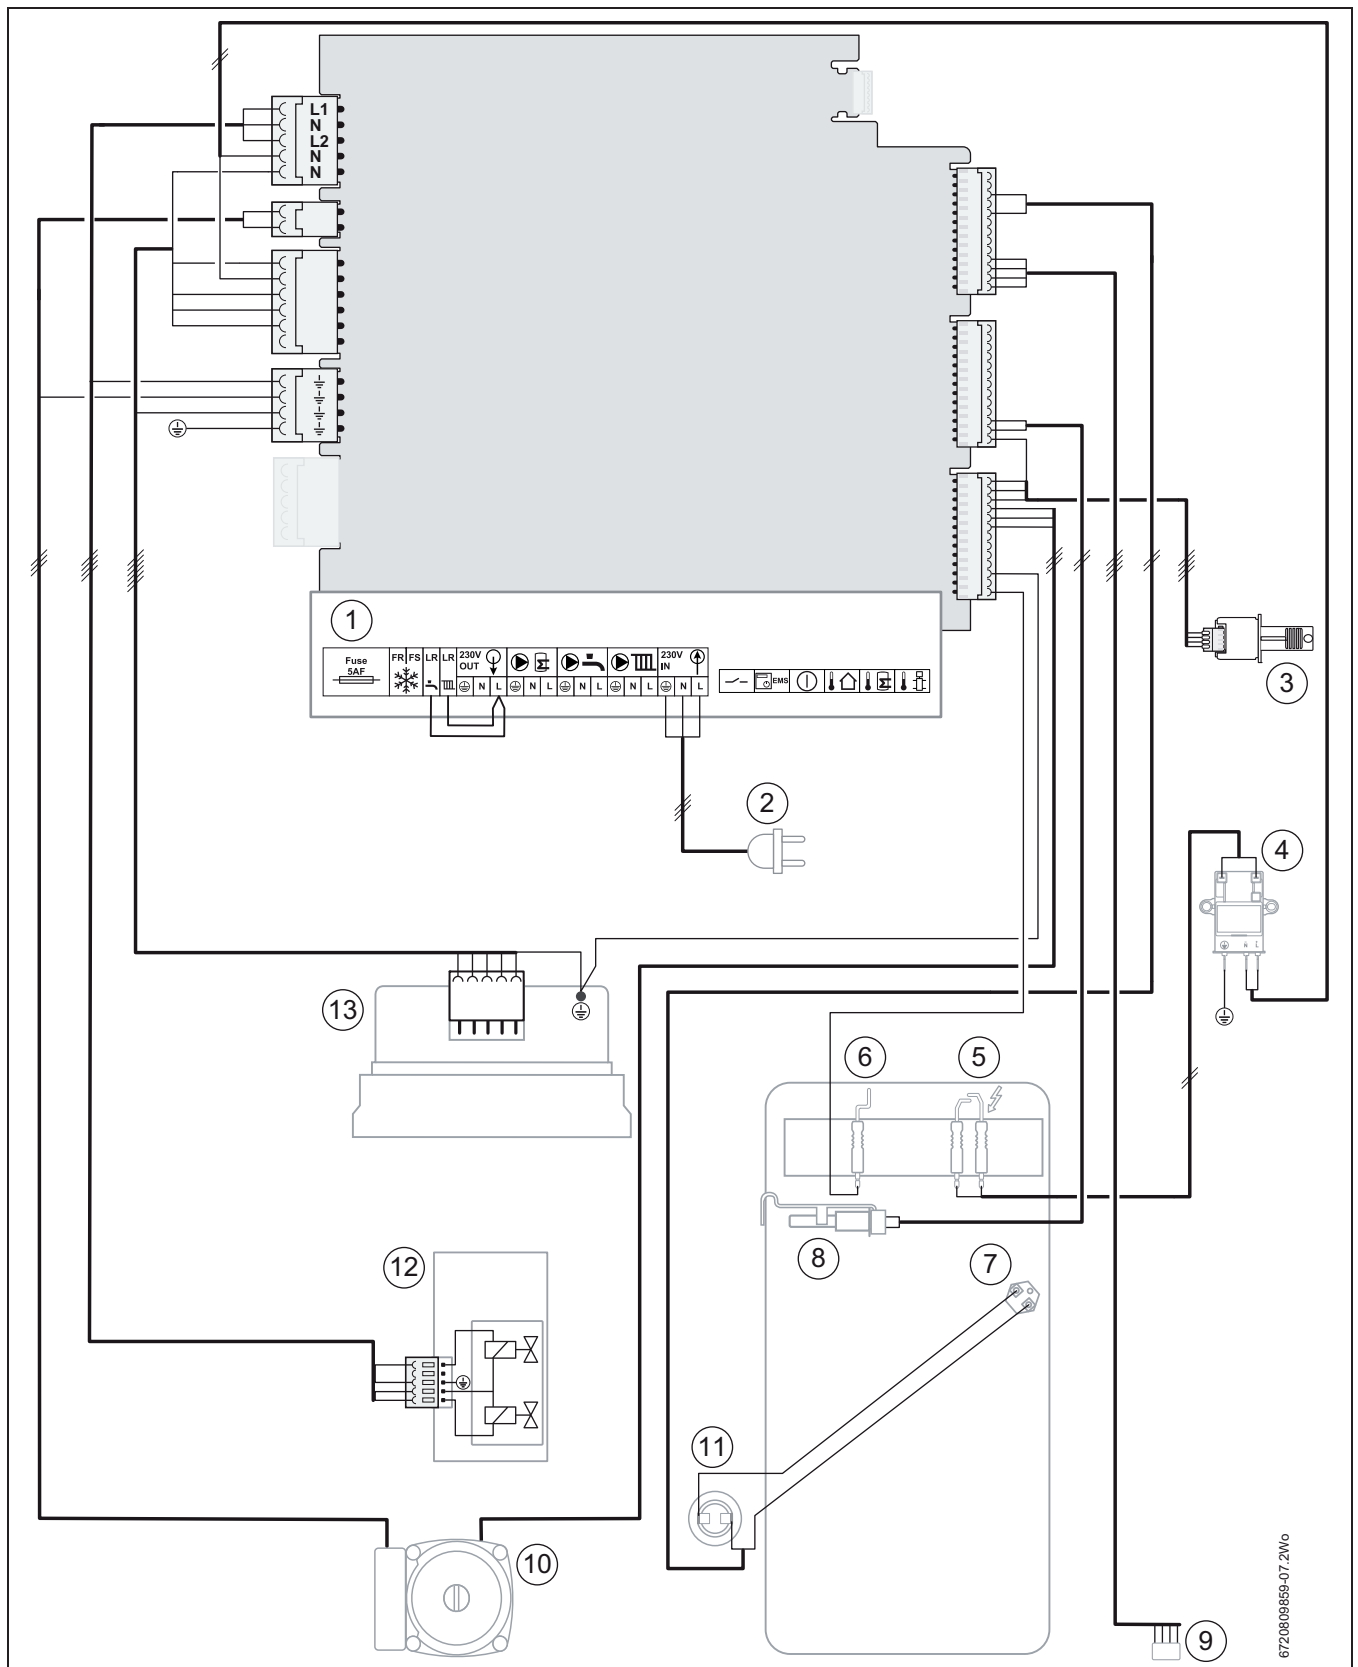 L1
N
L2
N
N
1
Fuse
5AF
FR FS LR LR
230V
OUT
230V
IN
N L N L N L N L N L
EMS
3
2
4
N L
13
6 5
12
8
7
11
10
9
6720809859-07.2Wo